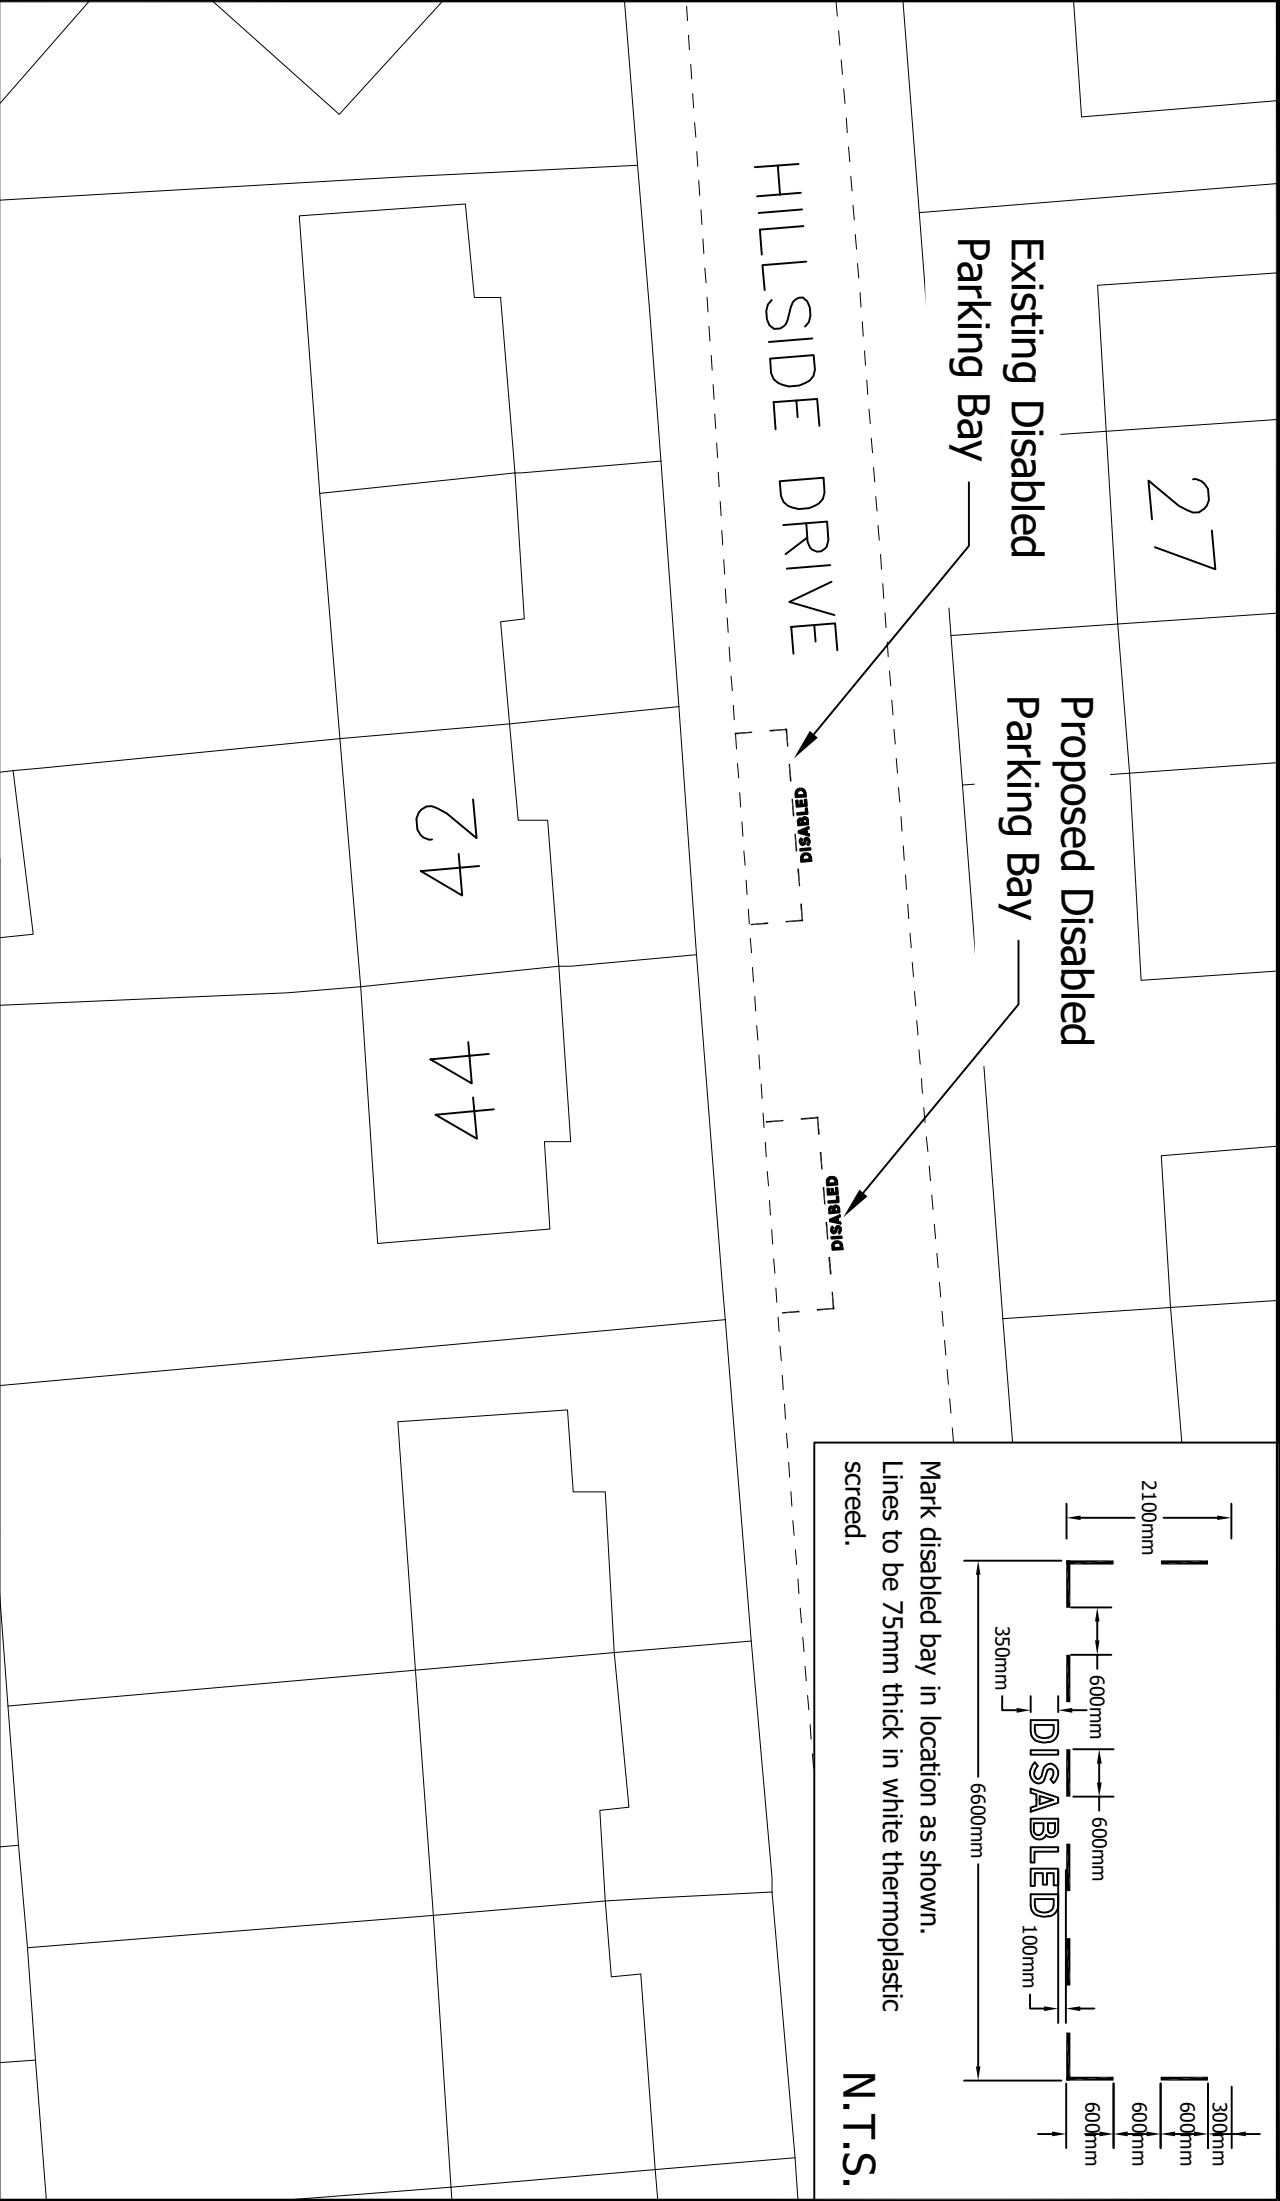 27
Existing Disabled
Parking Bay
Proposed Disabled
Parking Bay
HILLSIDE DRIVE
DISABLED
DISABLED
42
44
2100mm
600mm
600mm
350mm
DISABLED
100mm
6600mm
300mm
600mm
600mm
600mm
Mark disabled bay in location as shown.
Lines to be 75mm thick in white thermoplastic
screed.
N.T.S.